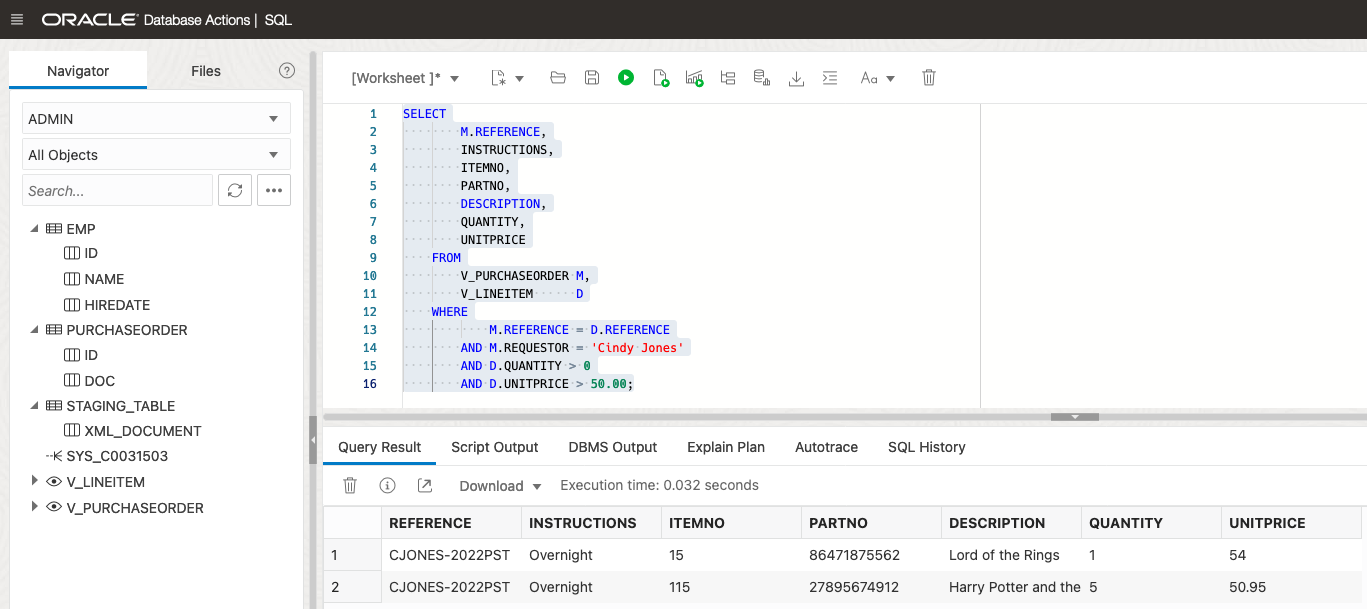 ORACLE Database Actions | SQL
Navigator Files ?
ADMIN
All Objects
Search...
EMP
ID
NAME
HIREDATE
PURCHASEORDER
ID
DOC
STAGING_TABLE
XML_DOCUMENT
SYS_C0031503
V_LINEITEM
V_PURCHASEORDER
[Worksheet ]* Aa
1 SELECT
2 M.REFERENCE,
3 INSTRUCTIONS,
4 ITEMNO,
5 PARTNO,
6 DESCRIPTION,
7 QUANTITY,
8 UNITPRICE
9 FROM
10 V_PURCHASEORDER M,
11 V_LINEITEM D
12 WHERE
13 M.REFERENCE = D.REFERENCE
14 AND M.REQUESTOR = 'Cindy Jones'
15 AND D.QUANTITY > 0
16 AND D.UNITPRICE > 50.00;
Query Result Script Output DBMS Output Explain Plan Autotrace SQL History
Download Execution time: 0.032 seconds
REFERENCE INSTRUCTIONS ITEMNO PARTNO DESCRIPTION QUANTITY UNITPRICE
1 CJONES-2022PST Overnight 15 86471875562 Lord of the Rings 1 54
2 CJONES-2022PST Overnight 115 27895674912 Harry Potter and the 5 50.95